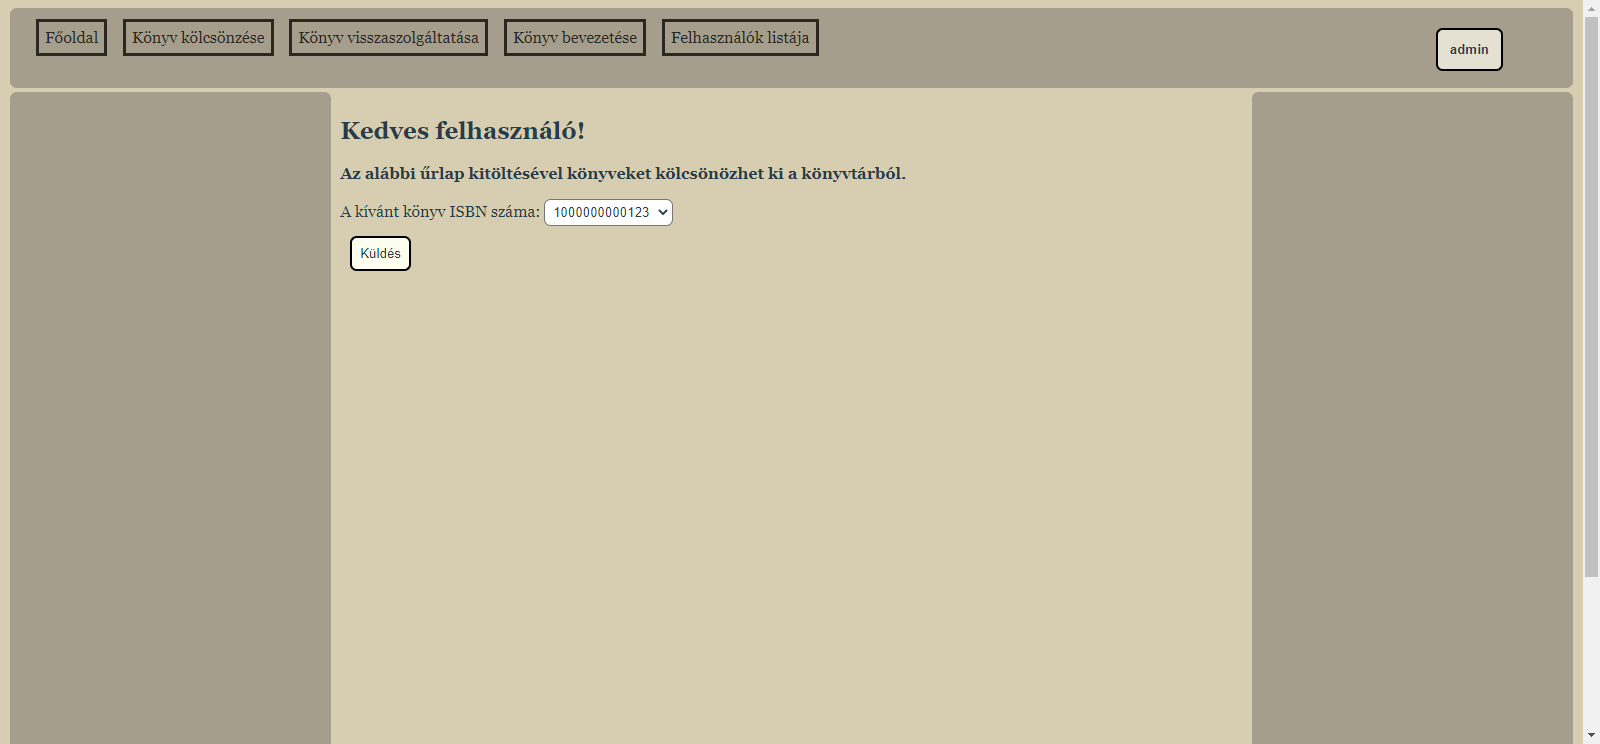 Főoldal Könyv kölcsönzése Könyv visszaszolgáltatása Könyv bevezetése Felhasználók listája admin
Kedves felhasználó!
Az alábbi űrlap kitöltésével könyveket kölcsönözhet ki a könyvtárból.
A kívánt könyv ISBN száma: 1000000000123
Küldés